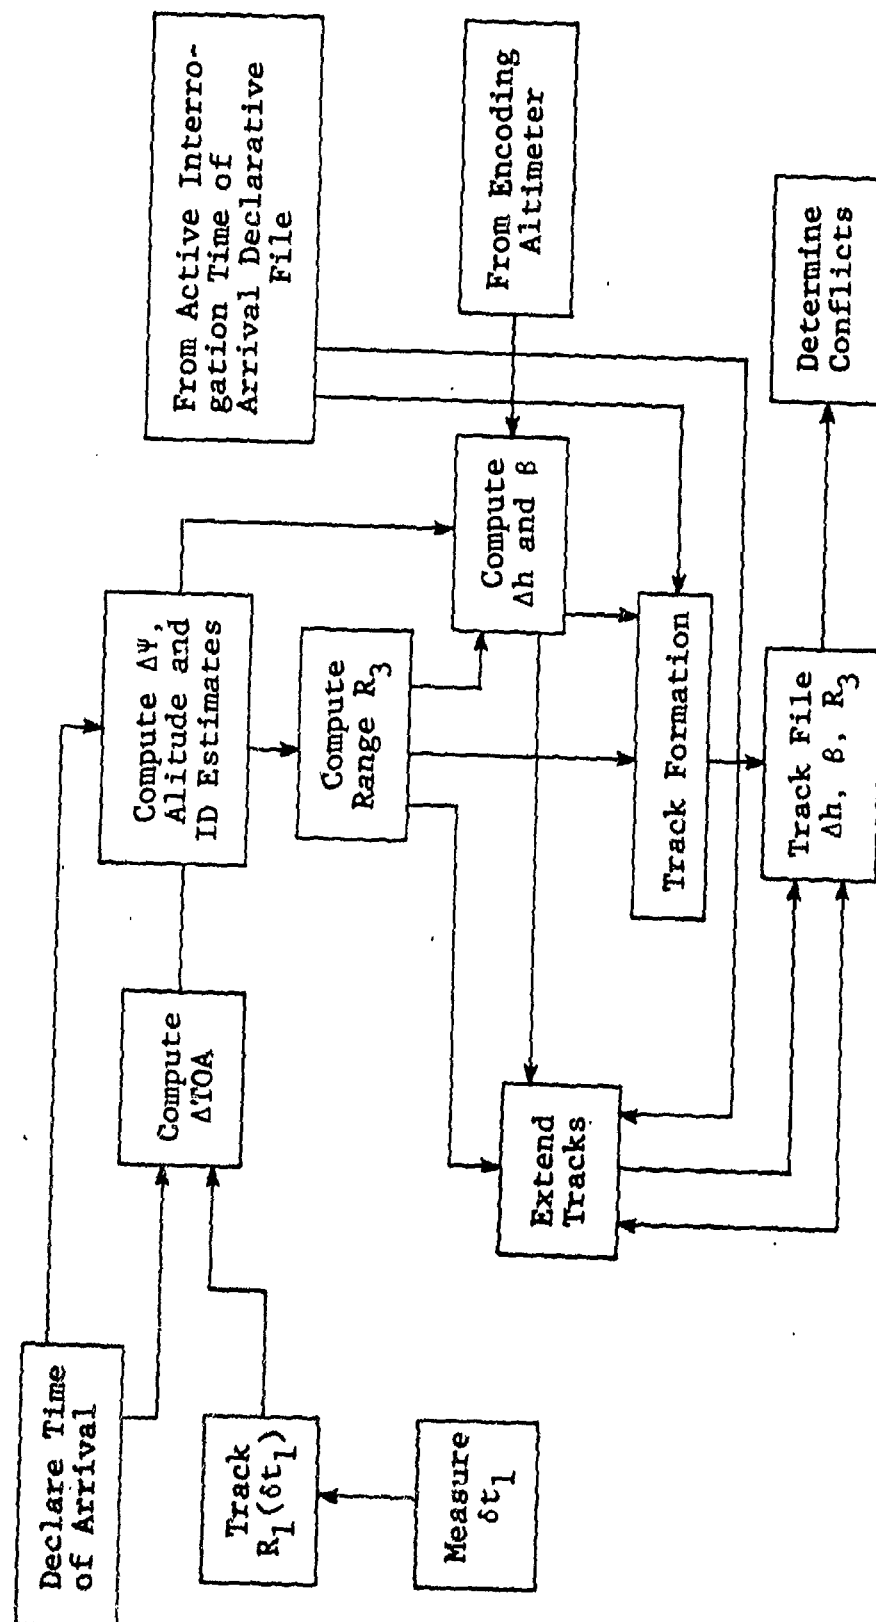 Declare Time
of Arrival
Track
R₁(δt₁)
Measure
δt₁
Compute
ΔTOA
Compute ΔΨ,
Alitude and
ID Estimates
Compute
Range R₃
From Active Interro-
gation Time of
Arrival Declarative
File
From Encoding
Altimeter
Compute
Δh and β
Extend
Tracks
Track Formation
Track File
Δh, β, R₃
Determine
Conflicts